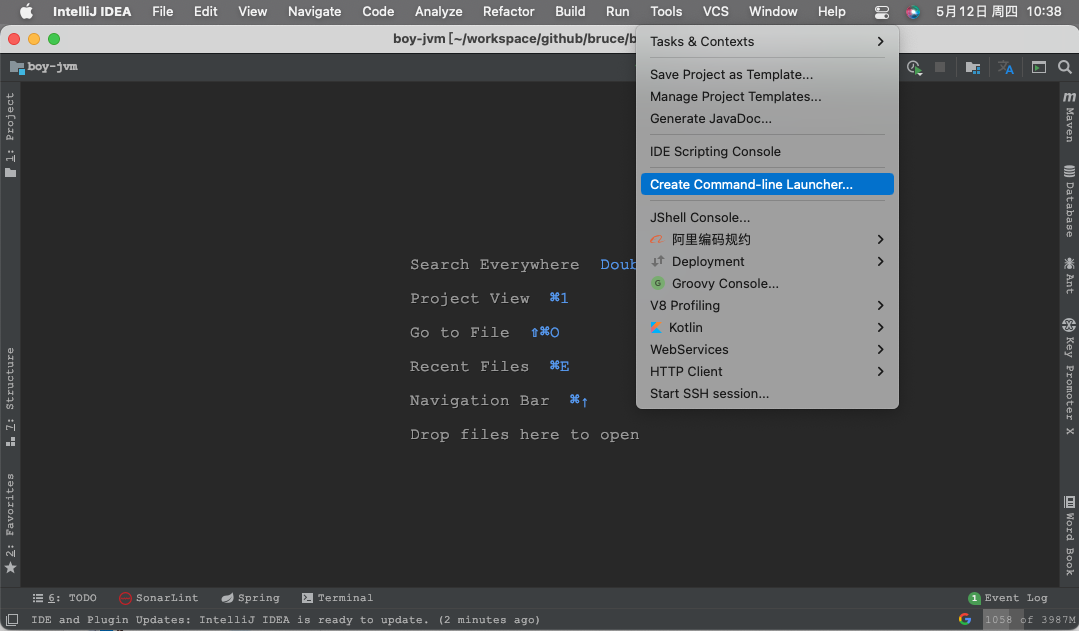 IntelliJ IDEA File Edit View Navigate Code Analyze Refactor Build Run Tools VCS Window Help 5月12日 周四 10:38
boy-jvm [~/workspace/github/bruce/b
boy-jvm
Tasks & Contexts
Save Project as Template...
Manage Project Templates...
Generate JavaDoc...
IDE Scripting Console
Create Command-line Launcher...
JShell Console...
阿里编码规约
Deployment
G Groovy Console...
V8 Profiling
Kotlin
WebServices
HTTP Client
Start SSH session...
1: Project
7: Structure
2: Favorites
Search Everywhere Doub
Project View ⌘1
Go to File ⇧⌘O
Recent Files ⌘E
Navigation Bar ⌘↑
Drop files here to open
m Maven
Database
Ant
Key Promoter X
Word Book
6: TODO SonarLint Spring Terminal 1 Event Log
IDE and Plugin Updates: IntelliJ IDEA is ready to update. (2 minutes ago) 1058 of 3987M